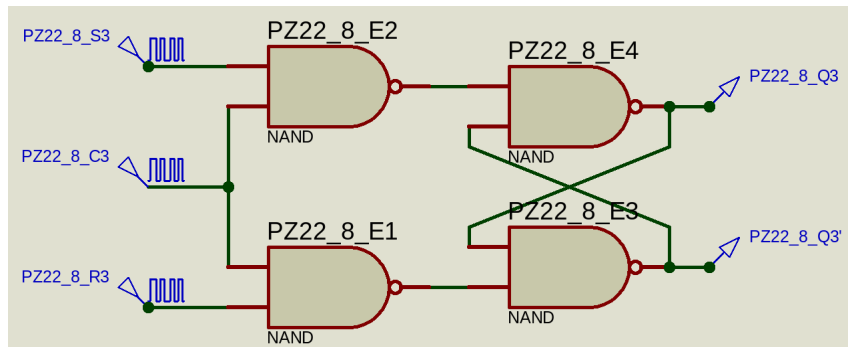 PZ22_8_S3
PZ22_8_E2
NAND
PZ22_8_E4
NAND
PZ22_8_Q3
PZ22_8_C3
PZ22_8_E1
NAND
PZ22_8_E3
NAND
PZ22_8_Q3'
PZ22_8_R3